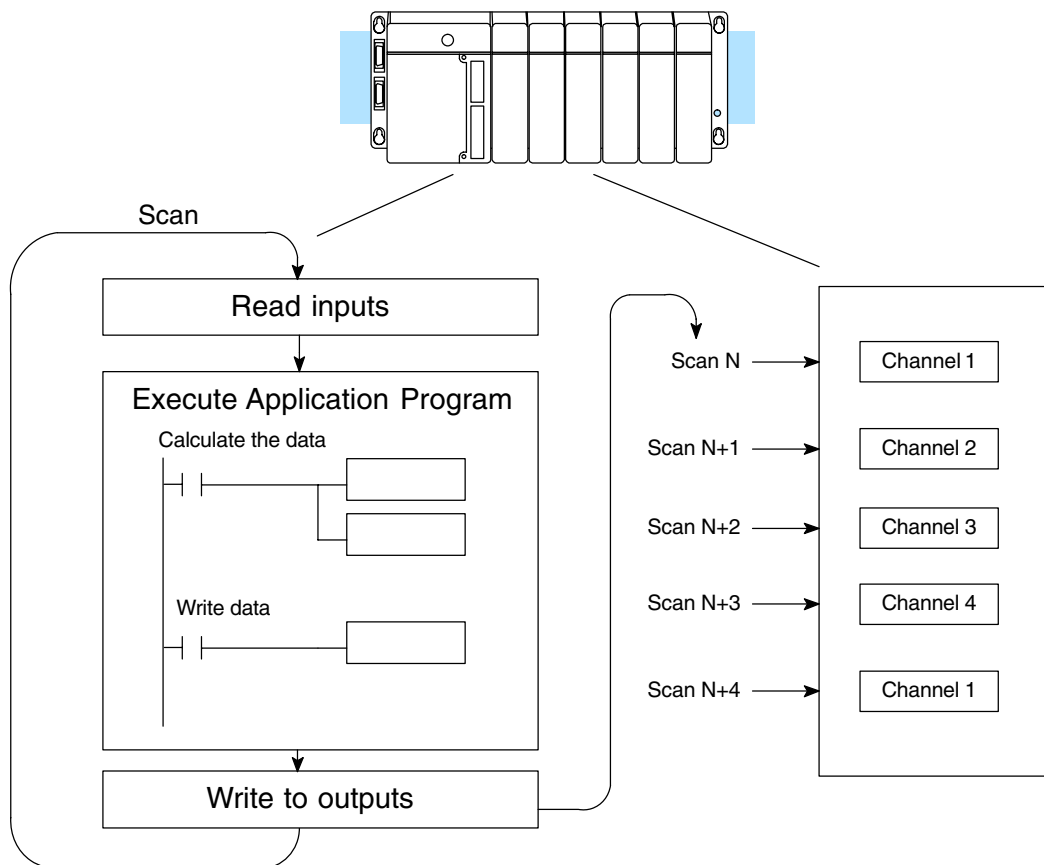 Scan
Read inputs
Execute Application Program
Calculate the data
Write data
Write to outputs
Scan N
Channel 1
Scan N+1
Channel 2
Scan N+2
Channel 3
Scan N+3
Channel 4
Scan N+4
Channel 1